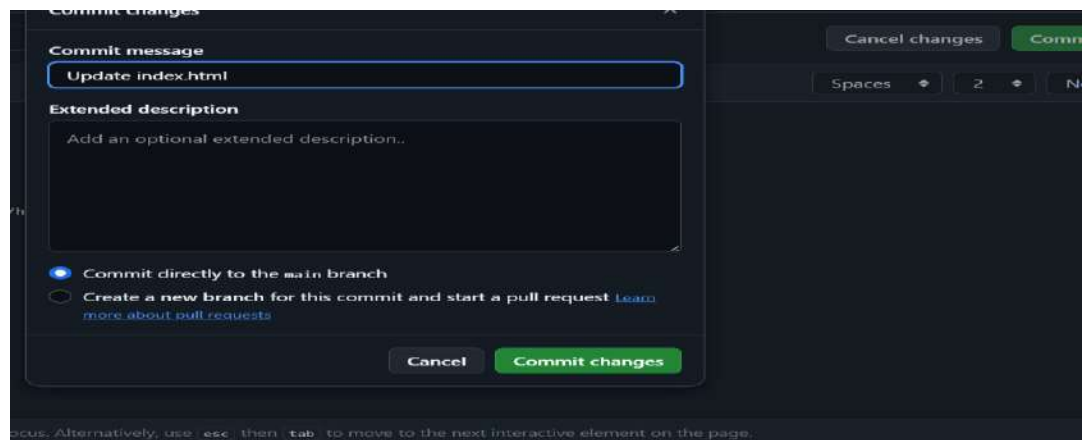 Commit changes
Cancel changes
Commit message
Update index.html
Spaces 2
Extended description
Add an optional extended description..
Commit directly to the main branch
Create a new branch for this commit and start a pull request Learn
more about pull requests
Cancel Commit changes
Alternatively, use esc then tab to move to the next interactive element on the page.